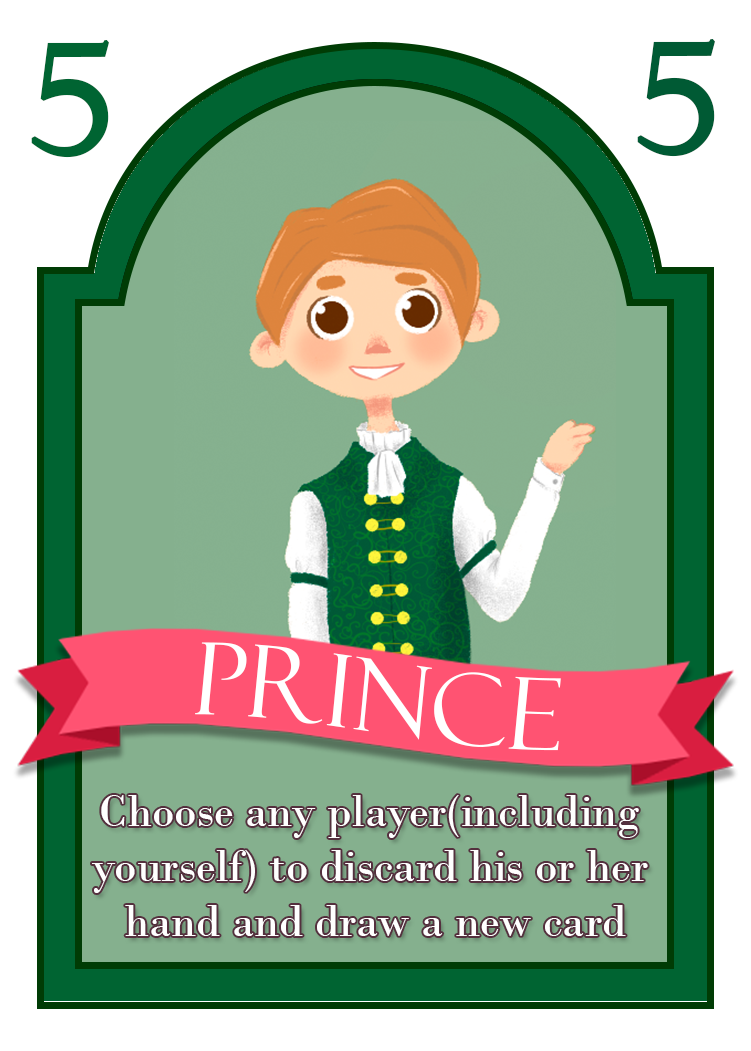 5 5
PRINCE
Choose any player(including
yourself) to discard his or her
hand and draw a new card